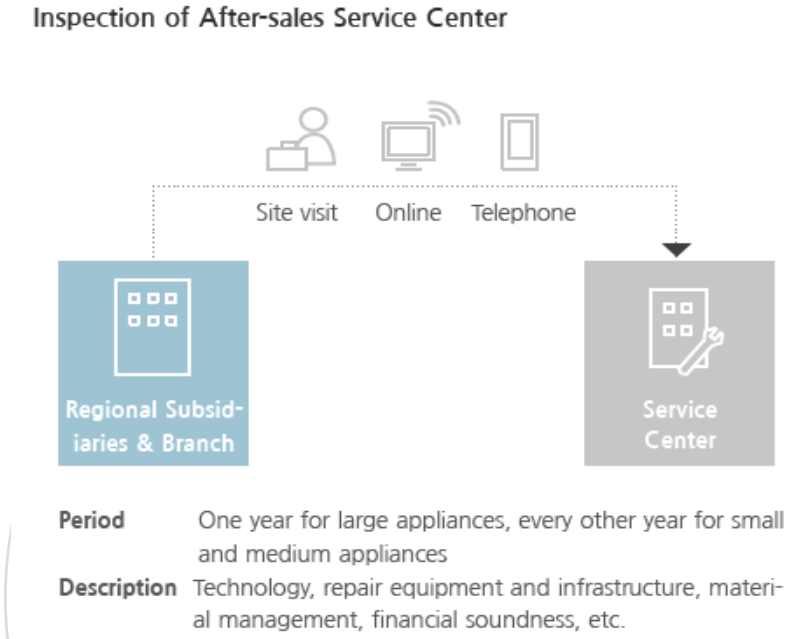 Inspection of After-sales Service Center
Site visit Online Telephone
Regional Subsid-
iaries & Branch
Service
Center
Period One year for large appliances, every other year for small
and medium appliances
Description Technology, repair equipment and infrastructure, materi-
al management, financial soundness, etc.